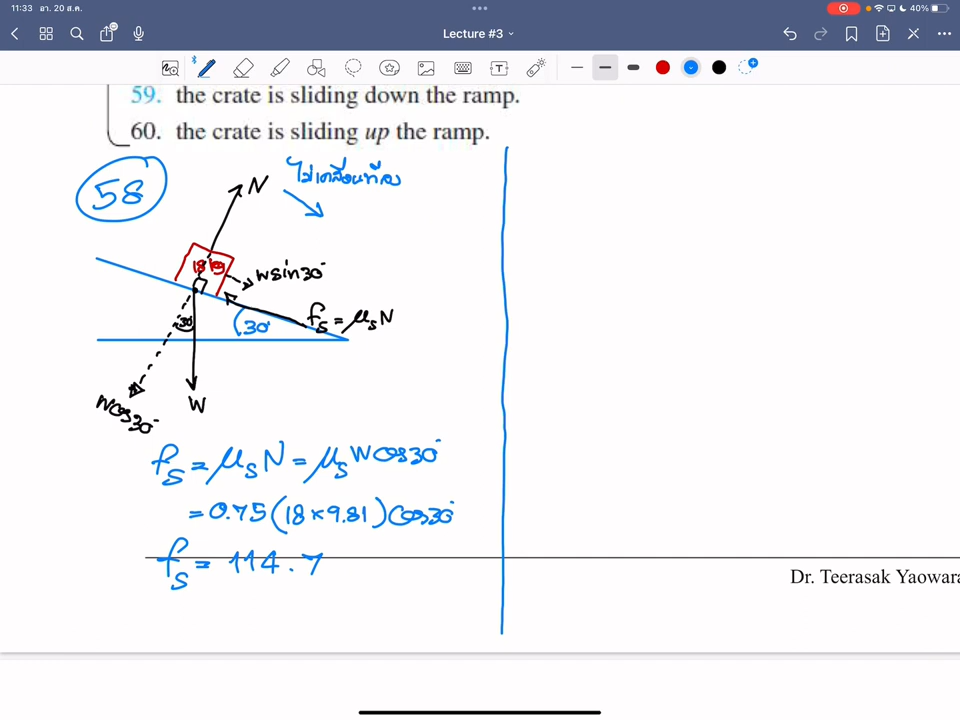 11:33 อา. 20 ส.ค.
40%
Lecture #3
59. the crate is sliding down the ramp.
60. the crate is sliding up the ramp.
58
N
ไม่เคลื่อนที่ลง
18 kg
Wsin30°
30°
30°
fs = μsN
Wcos30°
W
fs = μsN = μsWcos30°
= 0.75(18×9.81)cos30°
fs = 114.7
Dr. Teerasak Yaowara